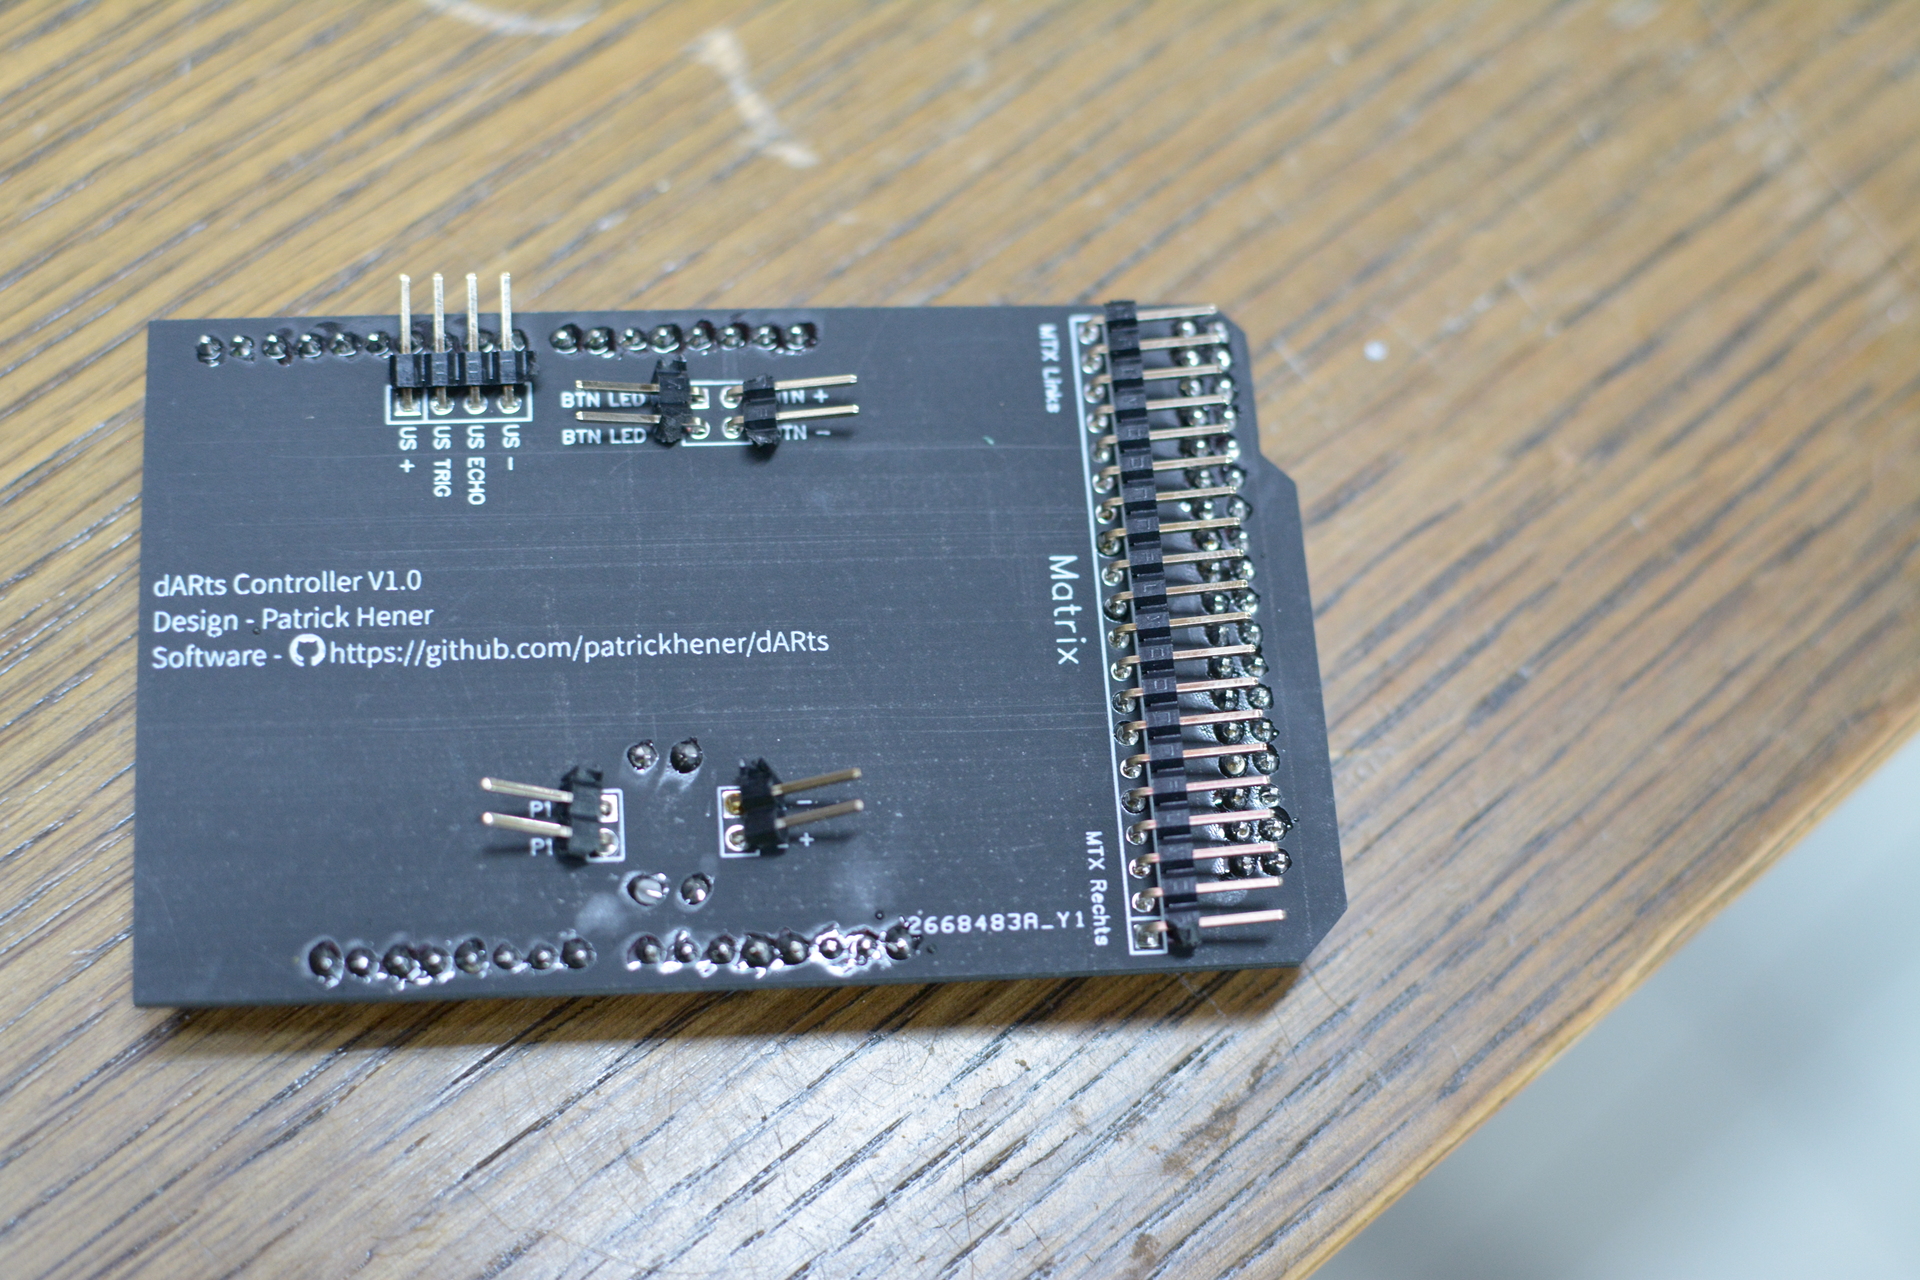 US +
US TRIG
US ECHO
US -
BTN LED
BTN LED
+
-
MTX Links
Matrix
dARts Controller V1.0
Design - Patrick Hener
Software - https://github.com/patrickhener/dARts
P1
P1
-
+
MTX Rechts
2668483A_Y1